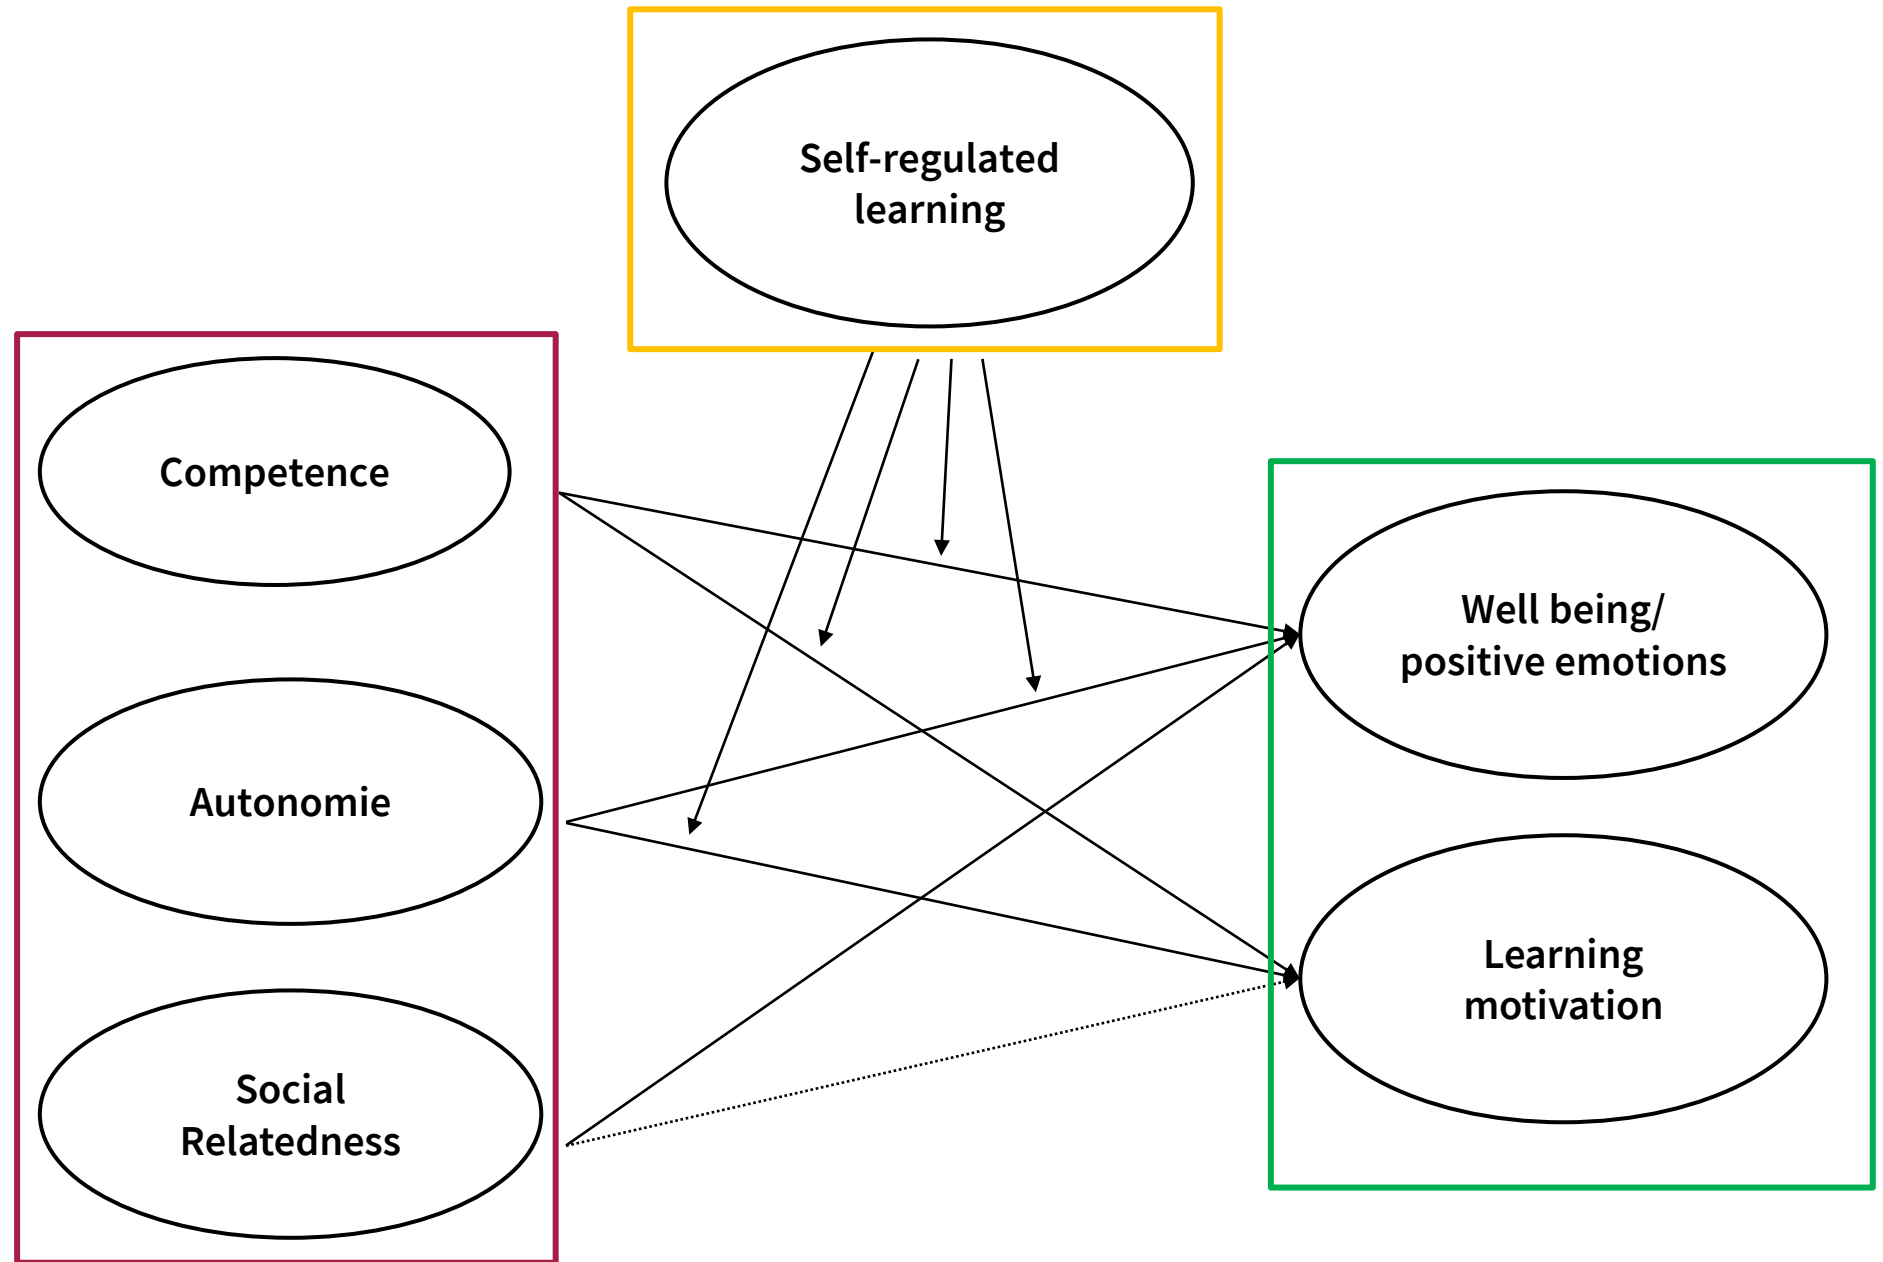 Self-regulated
learning
Competence
Autonomie
Social
Relatedness
Well being/
positive emotions
Learning
motivation